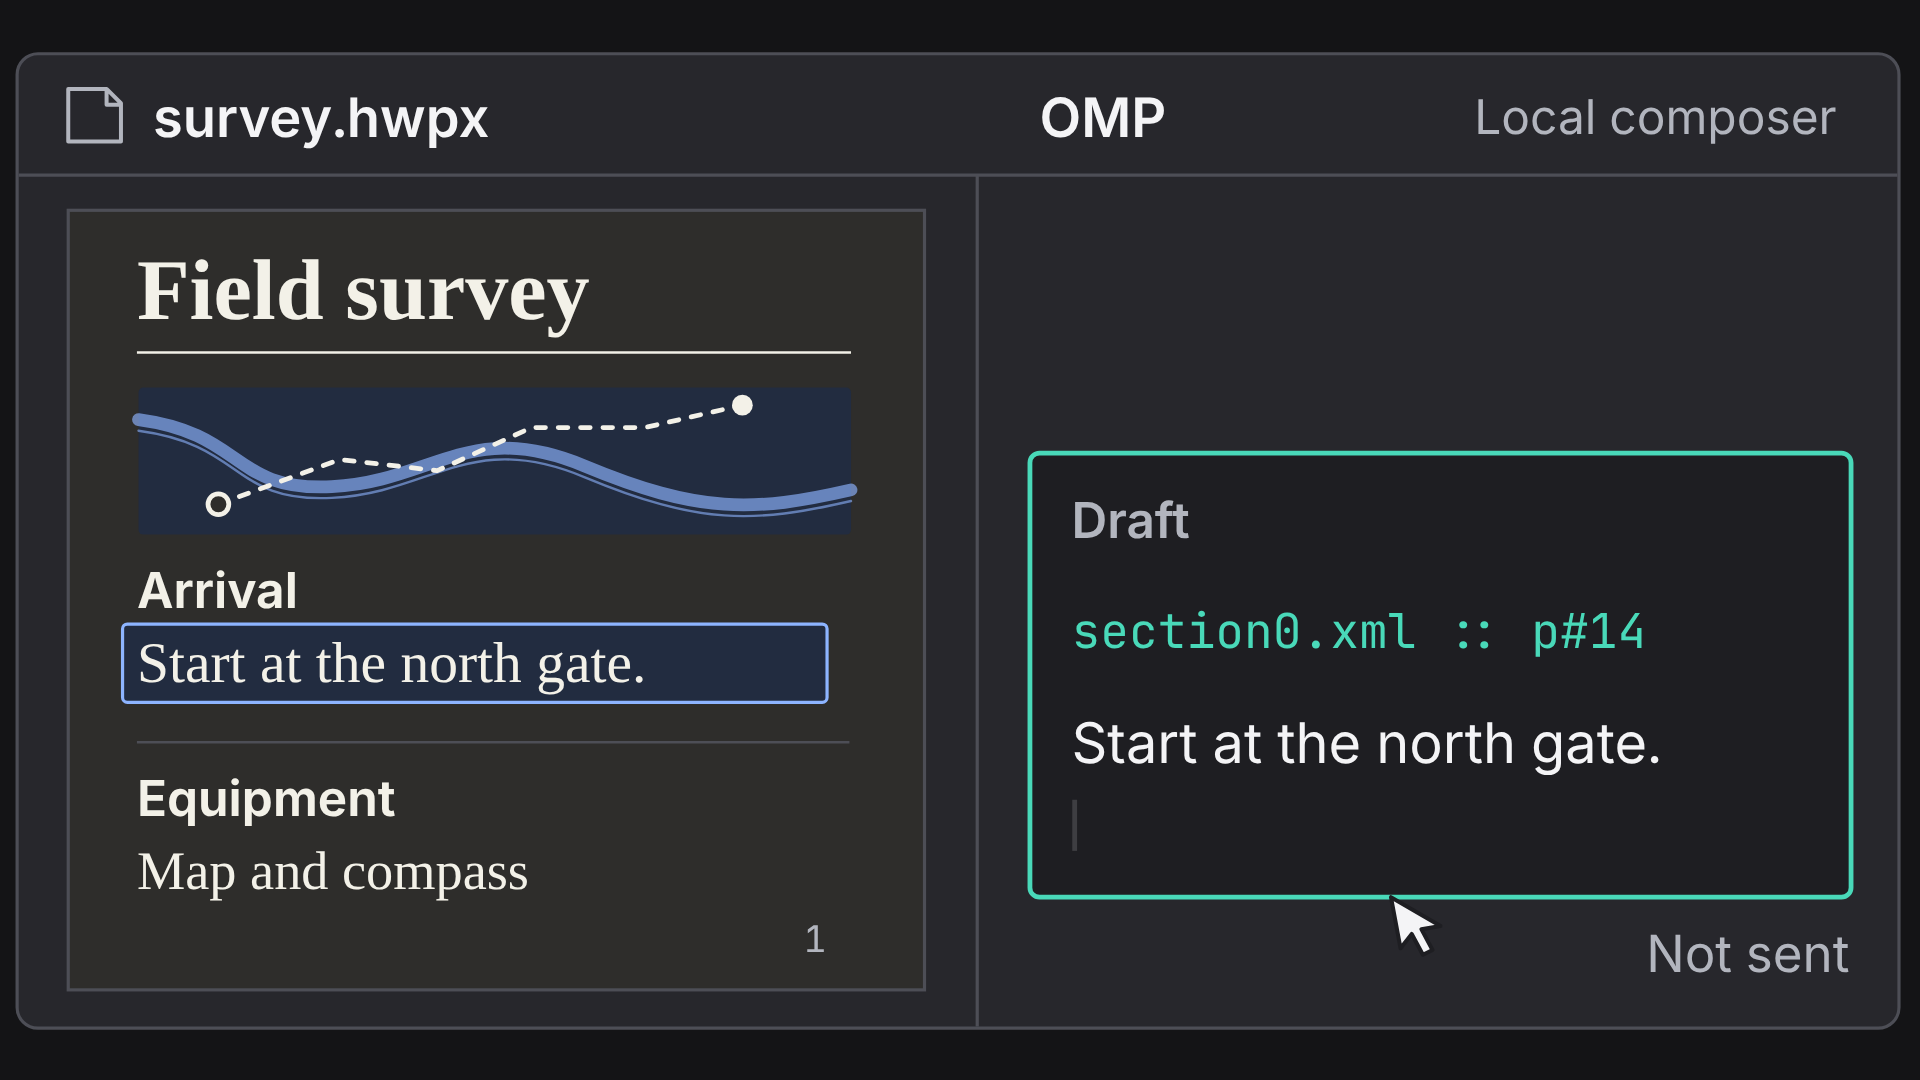 survey.hwpx
OMP
Local composer
Field survey
Arrival
Start at the north gate.
Equipment
Map and compass
1
Draft
section0.xml :: p#14
Start at the north gate.
Not sent